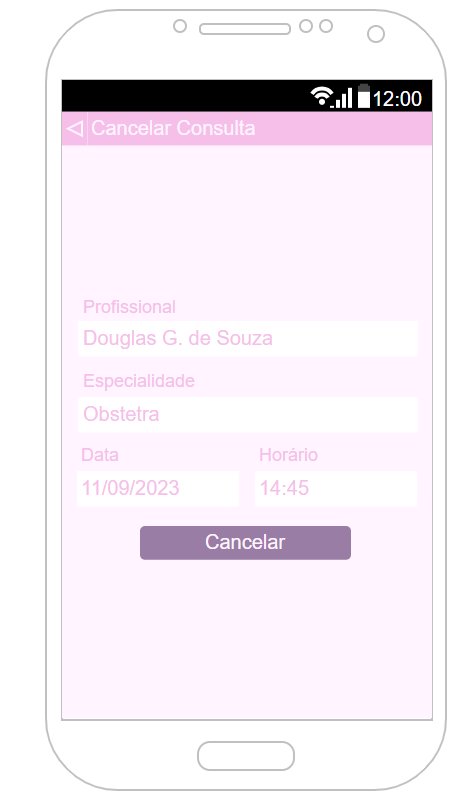 12:00
Cancelar Consulta
Profissional
Douglas G. de Souza
Especialidade
Obstetra
Data Horário
11/09/2023 14:45
Cancelar